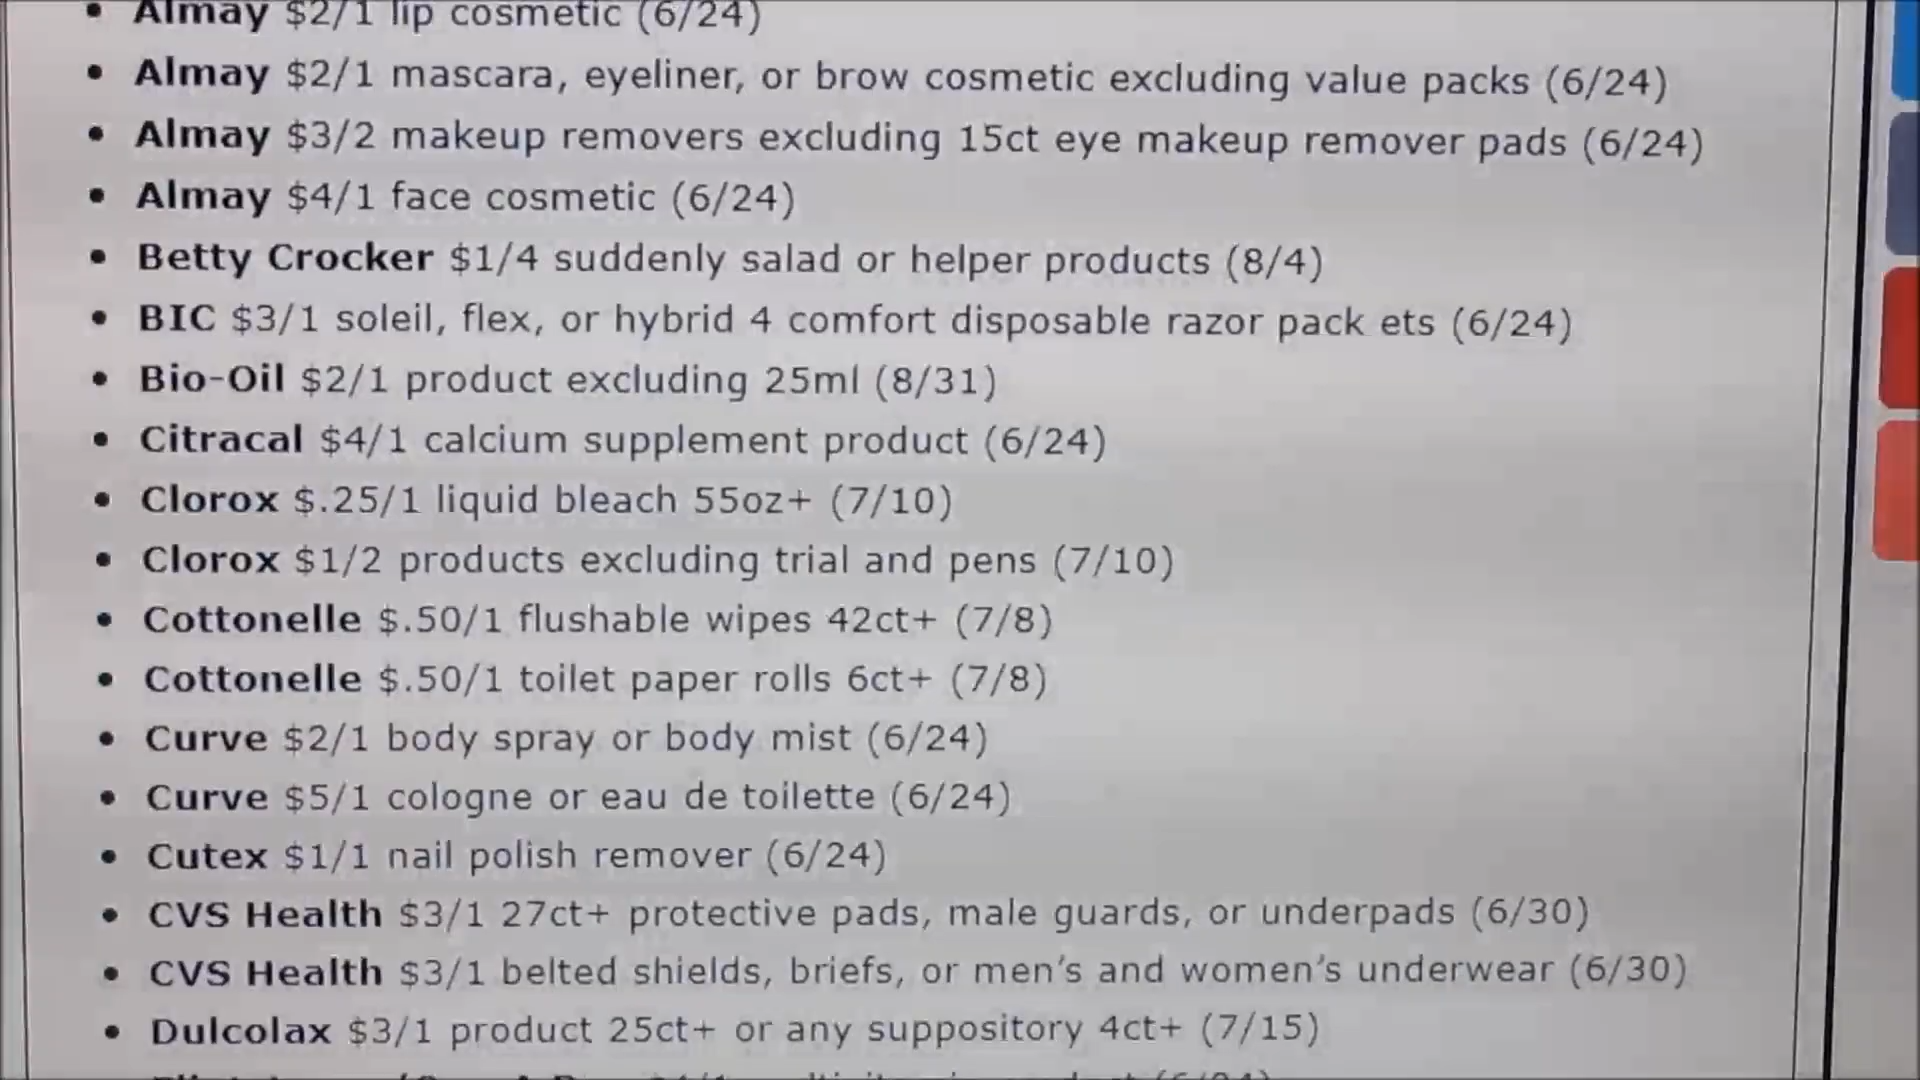 • Almay $2/1 lip cosmetic (6/24)
• Almay $2/1 mascara, eyeliner, or brow cosmetic excluding value packs (6/24)
• Almay $3/2 makeup removers excluding 15ct eye makeup remover pads (6/24)
• Almay $4/1 face cosmetic (6/24)
• Betty Crocker $1/4 suddenly salad or helper products (8/4)
• BIC $3/1 soleil, flex, or hybrid 4 comfort disposable razor pack ets (6/24)
• Bio-Oil $2/1 product excluding 25ml (8/31)
• Citracal $4/1 calcium supplement product (6/24)
• Clorox $.25/1 liquid bleach 55oz+ (7/10)
• Clorox $1/2 products excluding trial and pens (7/10)
• Cottonelle $.50/1 flushable wipes 42ct+ (7/8)
• Cottonelle $.50/1 toilet paper rolls 6ct+ (7/8)
• Curve $2/1 body spray or body mist (6/24)
• Curve $5/1 cologne or eau de toilette (6/24)
• Cutex $1/1 nail polish remover (6/24)
• CVS Health $3/1 27ct+ protective pads, male guards, or underpads (6/30)
• CVS Health $3/1 belted shields, briefs, or men's and women's underwear (6/30)
• Dulcolax $3/1 product 25ct+ or any suppository 4ct+ (7/15)